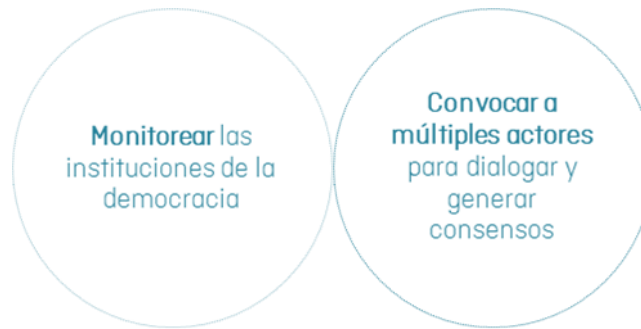 Monitorear las
instituciones de la
democracia
Convocar a
múltiples actores
para dialogar y
generar
consensos